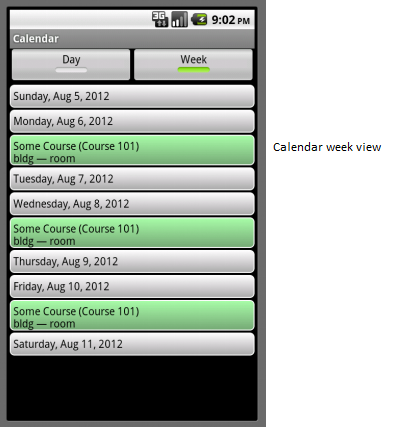 3G 9:02 PM
Calendar
Day Week
Sunday, Aug 5, 2012
Monday, Aug 6, 2012
Some Course (Course 101)
bldg — room
Calendar week view
Tuesday, Aug 7, 2012
Wednesday, Aug 8, 2012
Some Course (Course 101)
bldg — room
Thursday, Aug 9, 2012
Friday, Aug 10, 2012
Some Course (Course 101)
bldg — room
Saturday, Aug 11, 2012